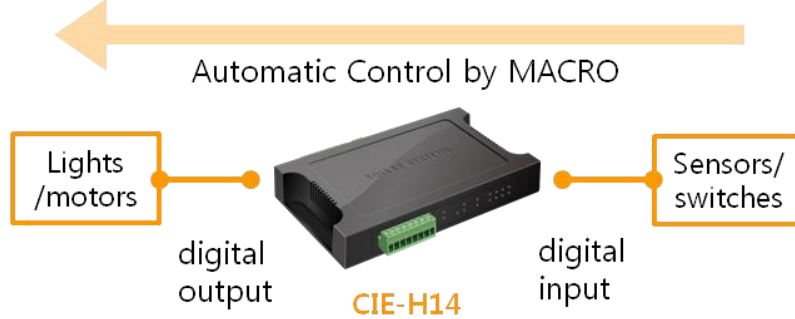 Automatic Control by MACRO
Lights
/motors
Sensors/
switches
digital
output
digital
input
CIE-H14